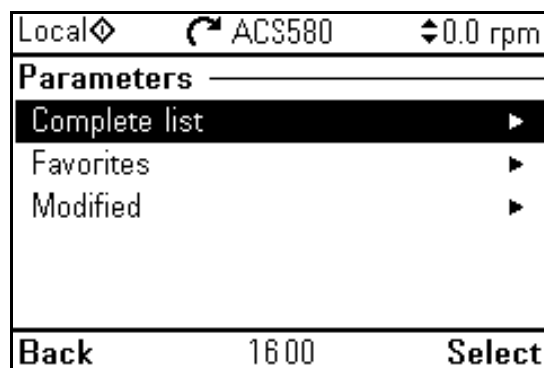 Local ACS580 0.0 rpm
Parameters
Complete list
Favorites
Modified
Back 16:00 Select